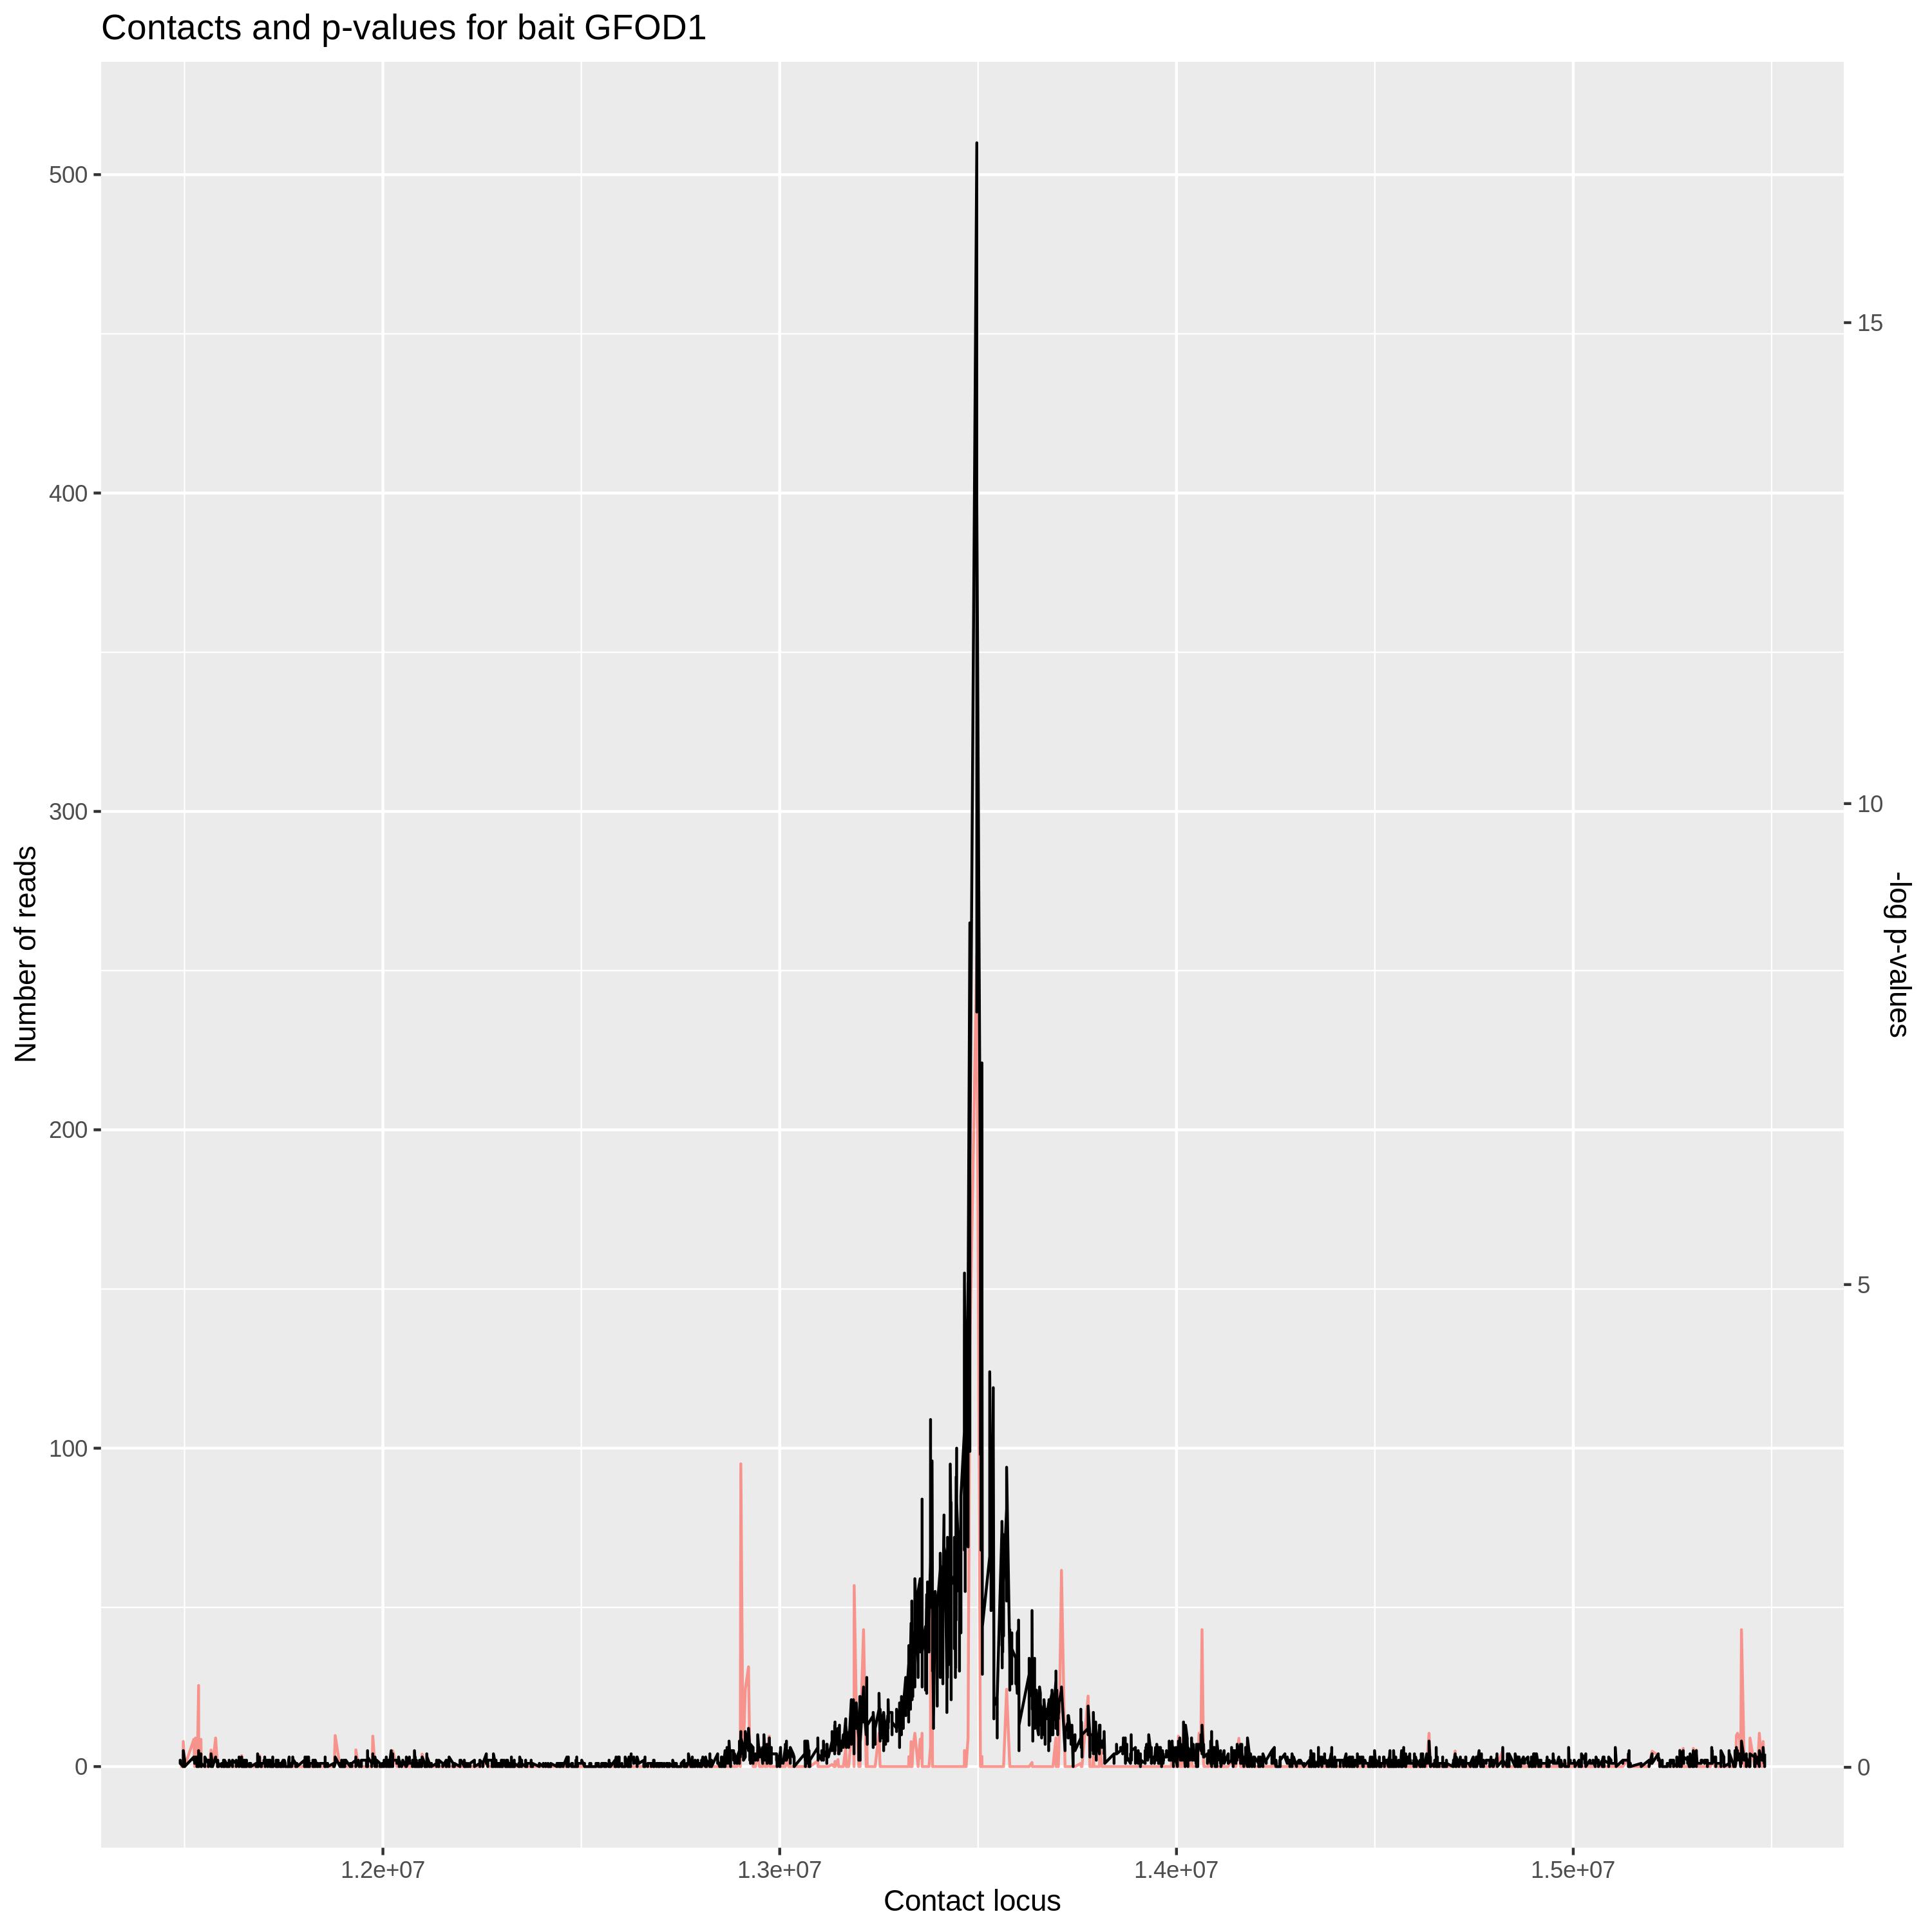 Contacts and p-values for bait GFOD1
Number of reads
500
400
300
200
100
0
15
10
5
0
-log p-values
1.2e+07
1.3e+07
1.4e+07
1.5e+07
Contact locus